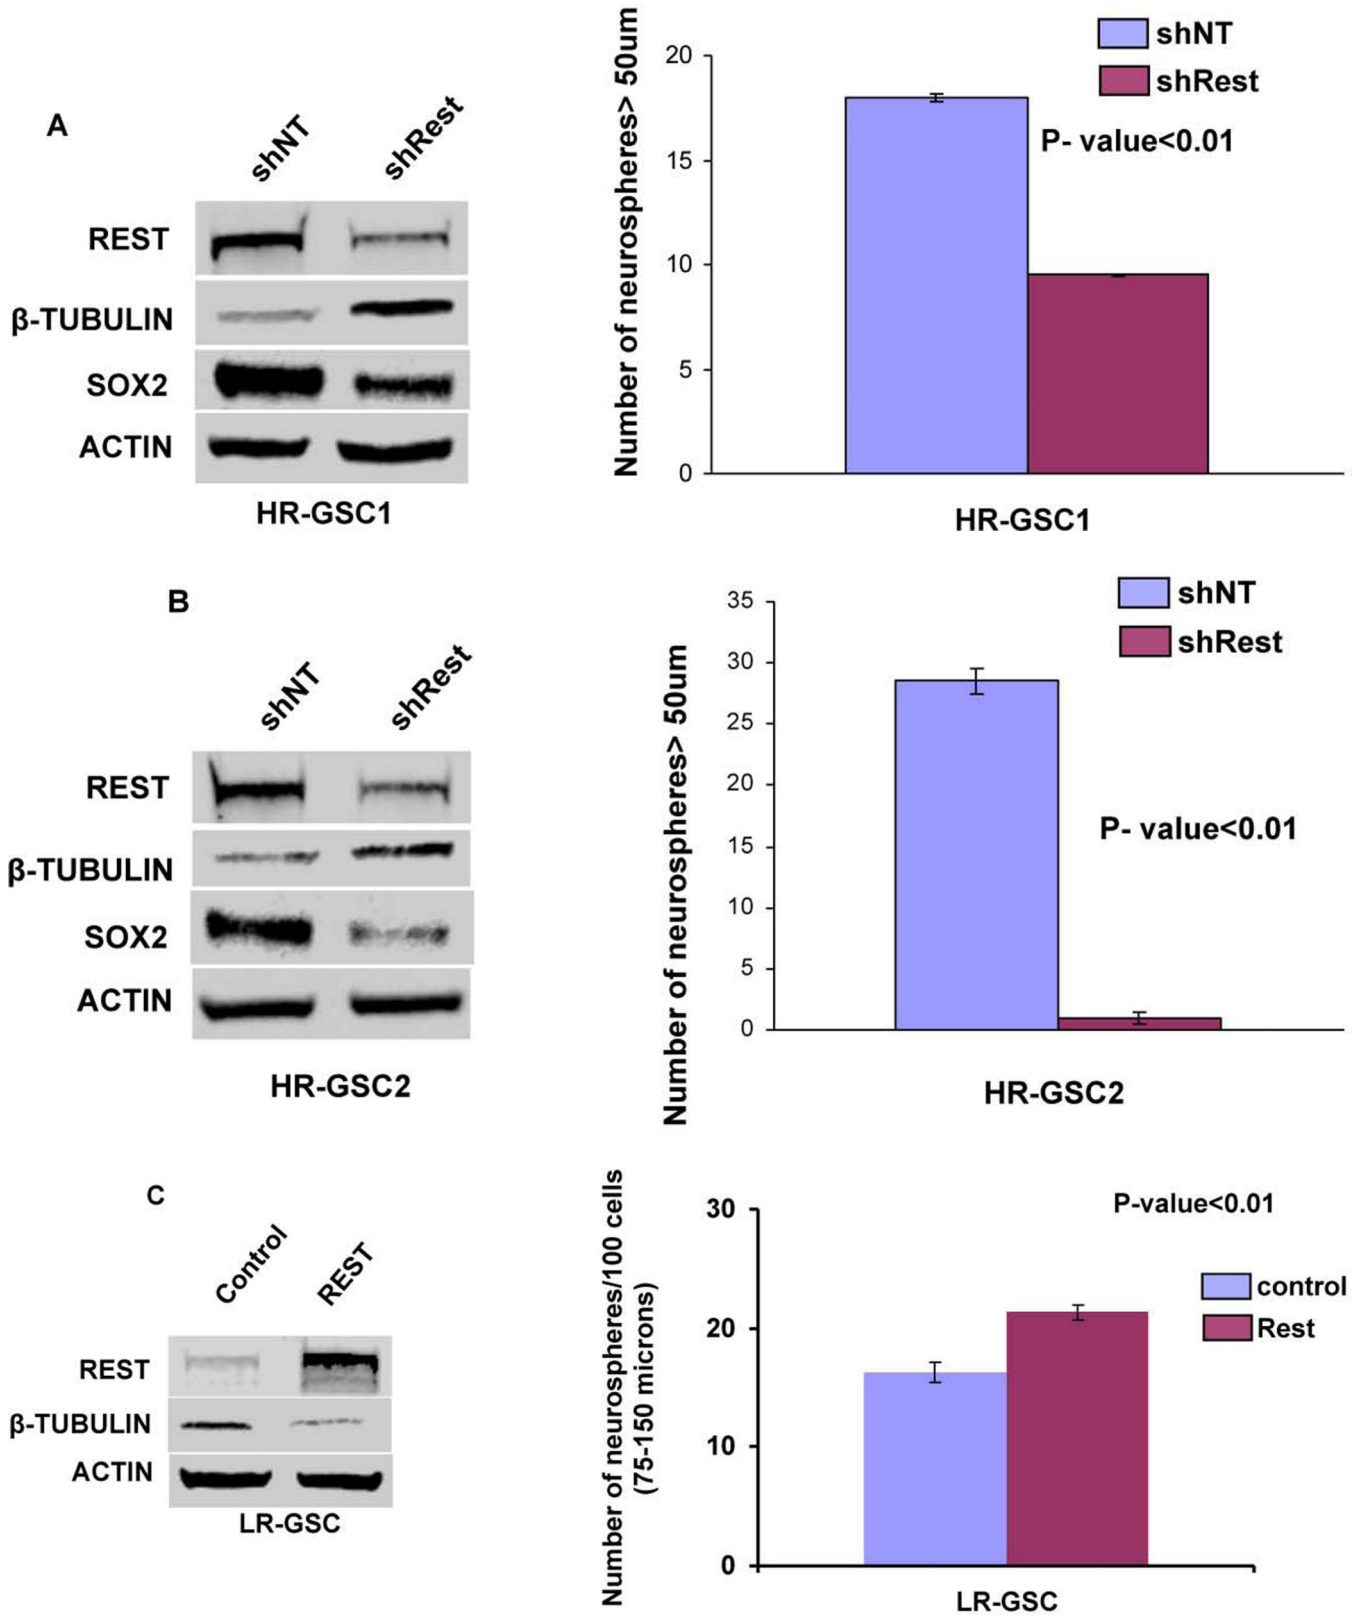 A
shNT
shRest
REST
β-TUBULIN
SOX2
ACTIN
HR-GSC1
Number of neurospheres> 50um
20
15
10
5
0
shNT
shRest
P- value<0.01
HR-GSC1
B
shNT
shRest
REST
β-TUBULIN
SOX2
ACTIN
HR-GSC2
Number of neurospheres> 50um
35
30
25
20
15
10
5
0
shNT
shRest
P- value<0.01
HR-GSC2
C
Control
REST
REST
β-TUBULIN
ACTIN
LR-GSC
Number of neurospheres/100 cells
(75-150 microns)
30
20
10
0
P-value<0.01
control
Rest
LR-GSC